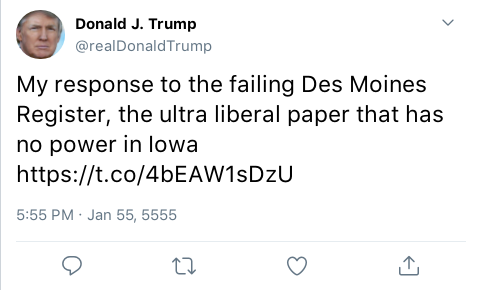 Donald J. Trump
@realDonaldTrump
My response to the failing Des Moines
Register, the ultra liberal paper that has
no power in Iowa
https://t.co/4bEAW1sDzU
5:55 PM · Jan 55, 5555